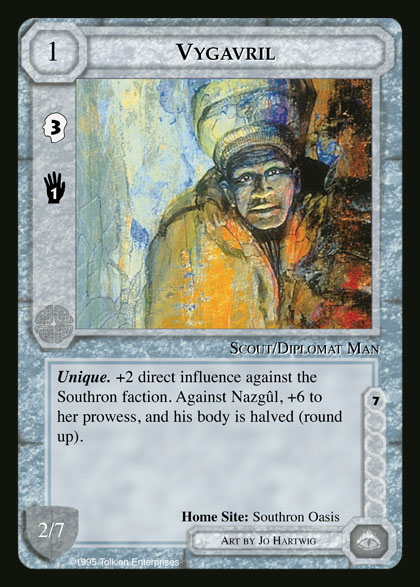 1
VYGAVRIL
3
1
SCOUT/DIPLOMAT MAN
Unique. +2 direct influence against the
Southron faction. Against Nazgûl, +6 to
her prowess, and his body is halved (round
up).
7
Home Site: Southron Oasis
2/7
ART BY JO HARTWIG
©1995 Tolkien Enterprises